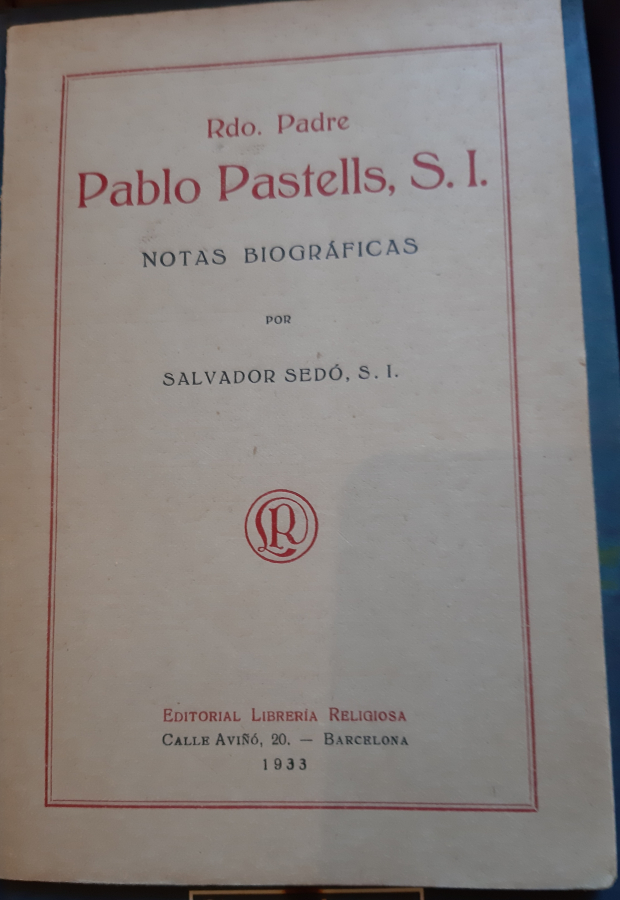 Rdo. Padre
Pablo Pastells, S. I.
NOTAS BIOGRÁFICAS
POR
SALVADOR SEDÓ, S. I.
LR
EDITORIAL LIBRERÍA RELIGIOSA
CALLE AVIÑÓ, 20. — BARCELONA
1933